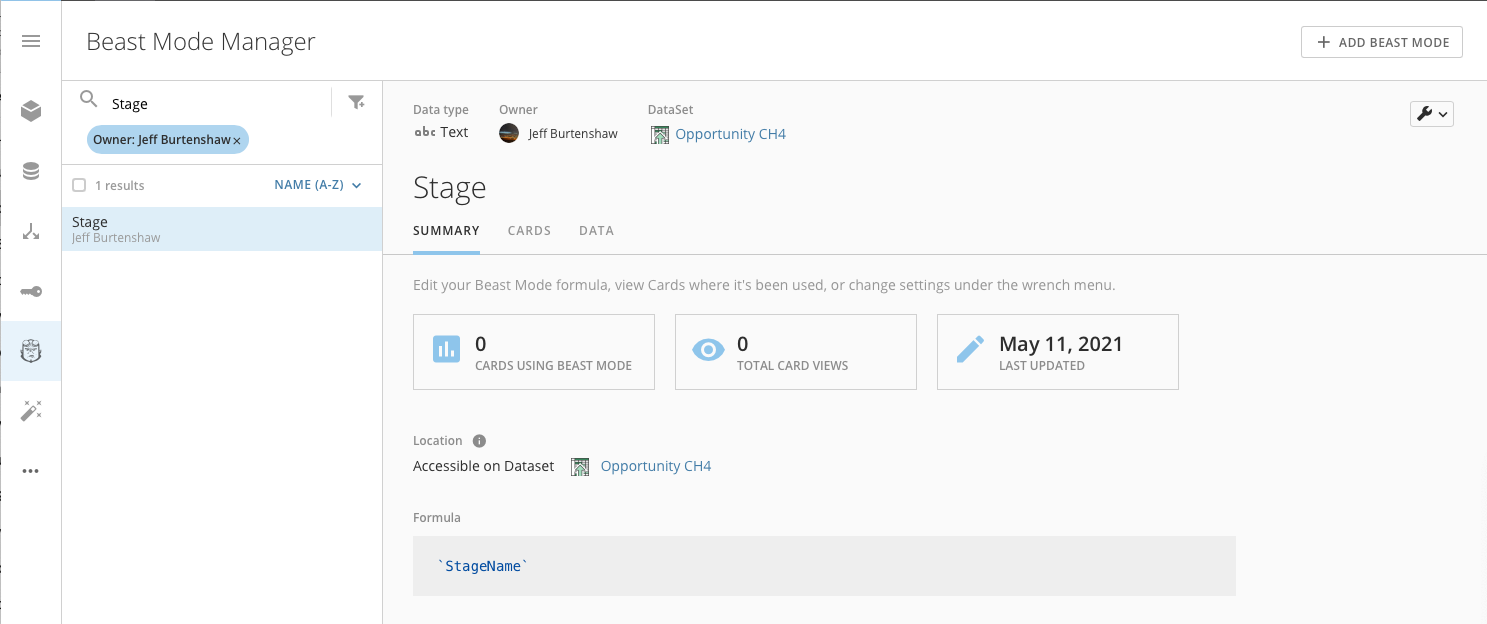 Beast Mode Manager
ADD BEAST MODE
Stage
Owner: Jeff Burtenshaw ×
1 results
NAME (A-Z)
Stage
Jeff Burtenshaw
Data type
Owner
DataSet
abc Text
Jeff Burtenshaw
Opportunity CH4
Stage
SUMMARY
CARDS
DATA
Edit your Beast Mode formula, view Cards where it's been used, or change settings under the wrench menu.
0
CARDS USING BEAST MODE
0
TOTAL CARD VIEWS
May 11, 2021
LAST UPDATED
Location
Accessible on Dataset
Opportunity CH4
Formula
`StageName`